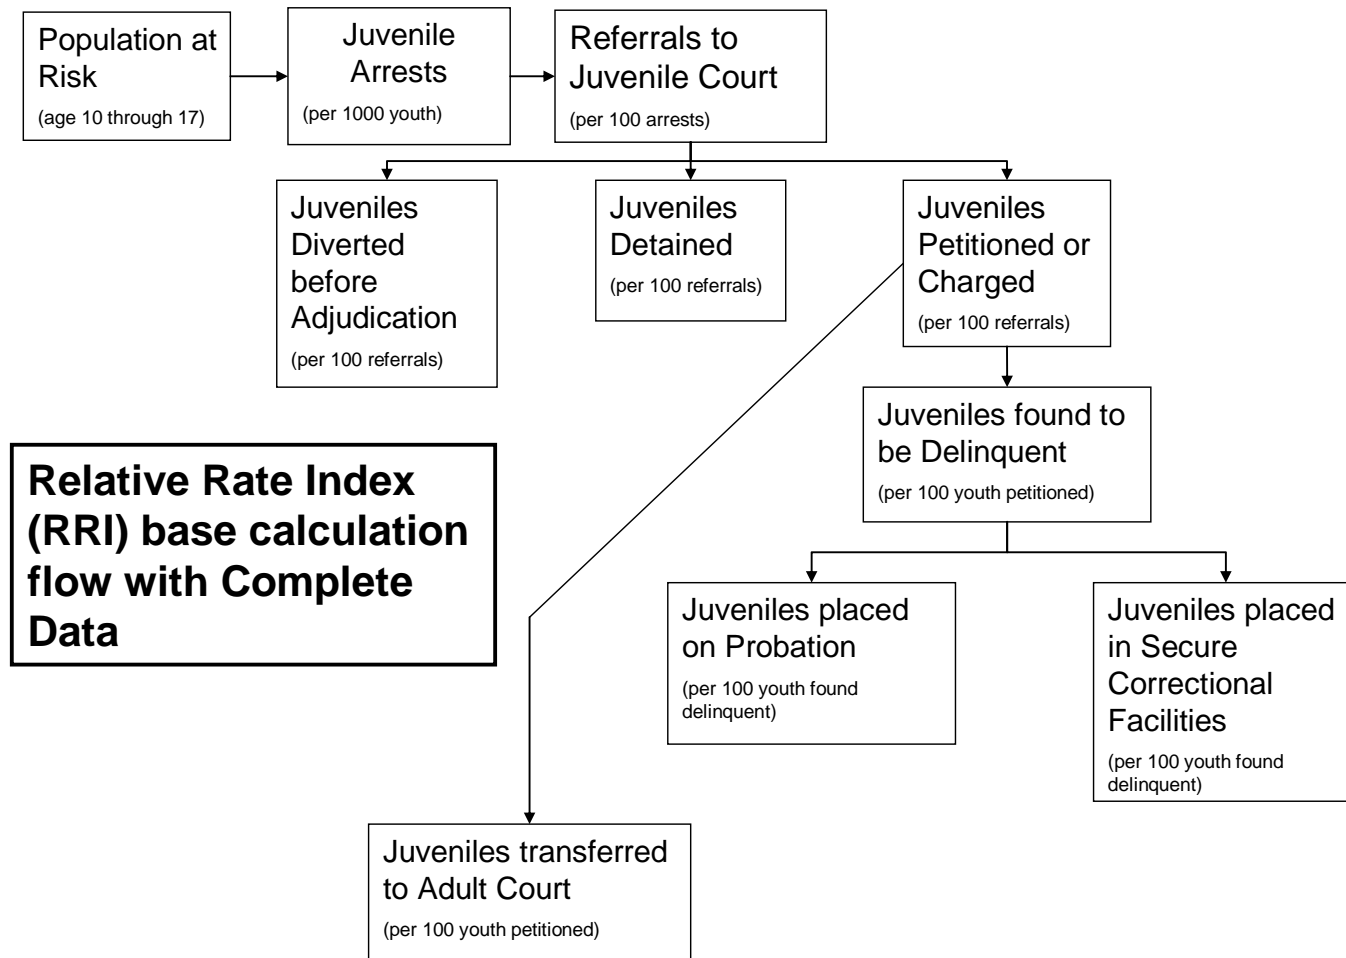 Population at
Risk
(age 10 through 17)
Juvenile
Arrests
(per 1000 youth)
Referrals to
Juvenile Court
(per 100 arrests)
Juveniles
Diverted
before
Adjudication
(per 100 referrals)
Juveniles
Detained
(per 100 referrals)
Juveniles
Petitioned or
Charged
(per 100 referrals)
Juveniles found to
be Delinquent
(per 100 youth petitioned)
Relative Rate Index
(RRI) base calculation
flow with Complete
Data
Juveniles placed
on Probation
(per 100 youth found
delinquent)
Juveniles placed
in Secure
Correctional
Facilities
(per 100 youth found
delinquent)
Juveniles transferred
to Adult Court
(per 100 youth petitioned)